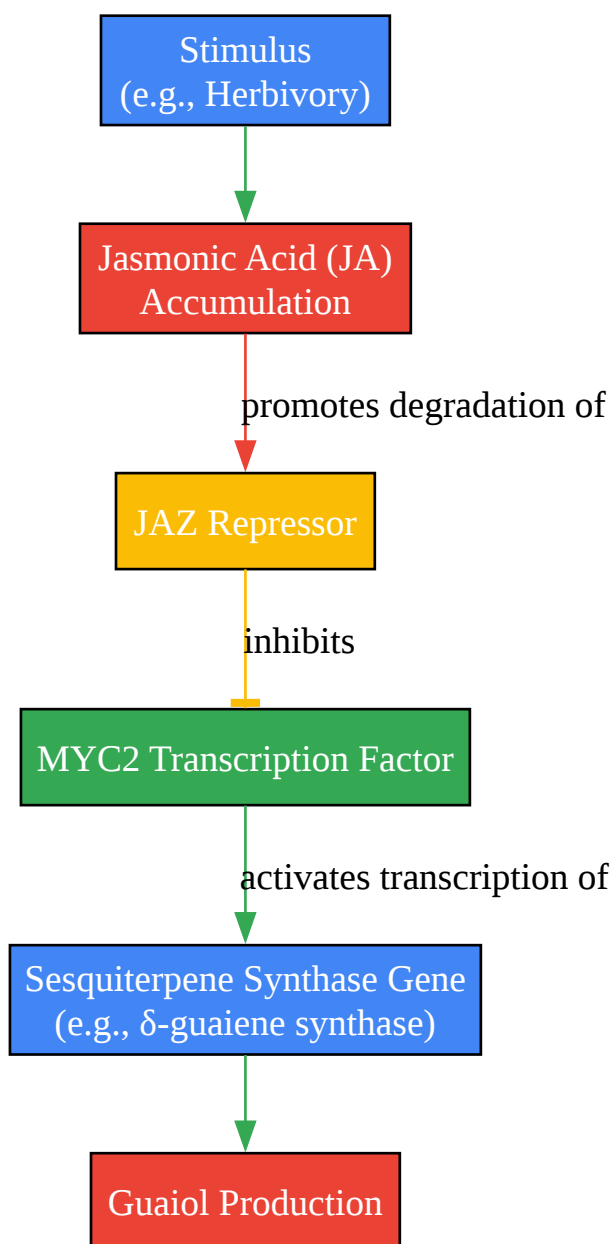 Stimulus
(e.g., Herbivory)
Jasmonic Acid (JA)
Accumulation
promotes degradation of
JAZ Repressor
inhibits
MYC2 Transcription Factor
activates transcription of
Sesquiterpene Synthase Gene
(e.g., δ-guaiene synthase)
Guaiol Production